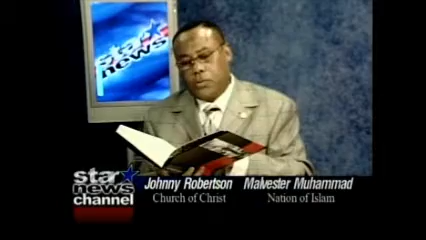 star
news
star
news
channel
Johnny Robertson
Church of Christ
Malvester Muhammad
Nation of Islam